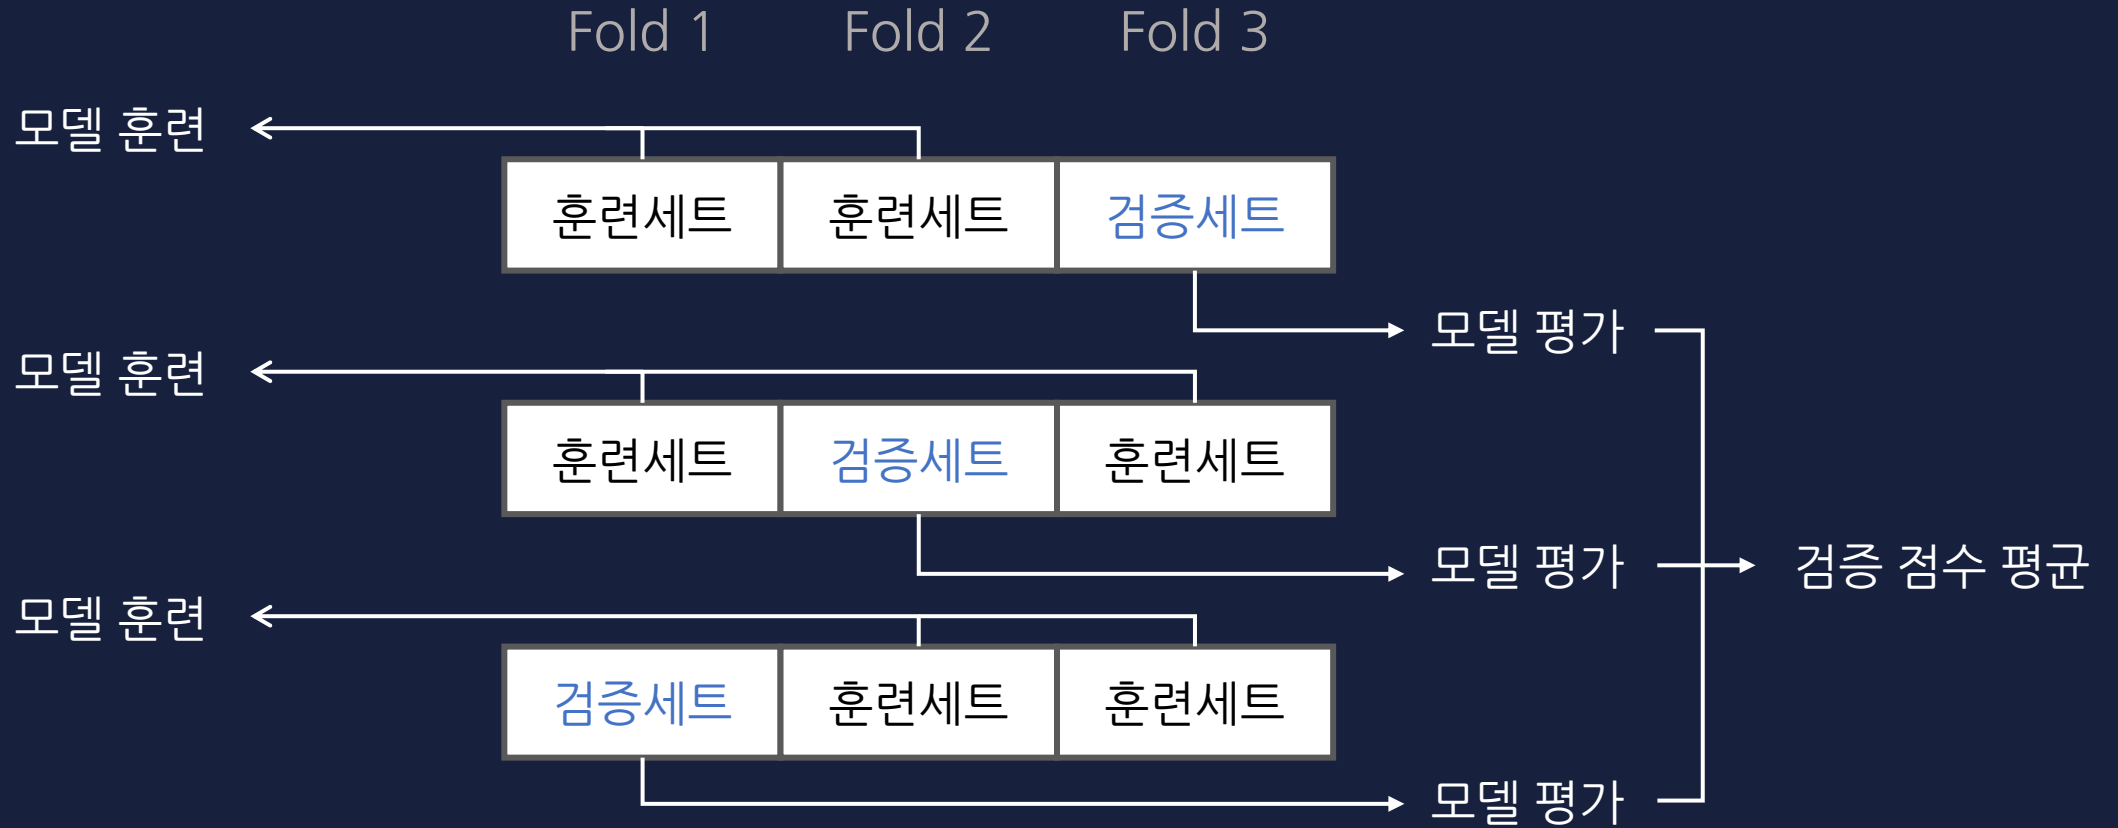 Fold 1 Fold 2 Fold 3
모델 훈련
훈련세트 훈련세트 검증세트
모델 평가
모델 훈련
훈련세트 검증세트 훈련세트
모델 평가 검증 점수 평균
모델 훈련
검증세트 훈련세트 훈련세트
모델 평가